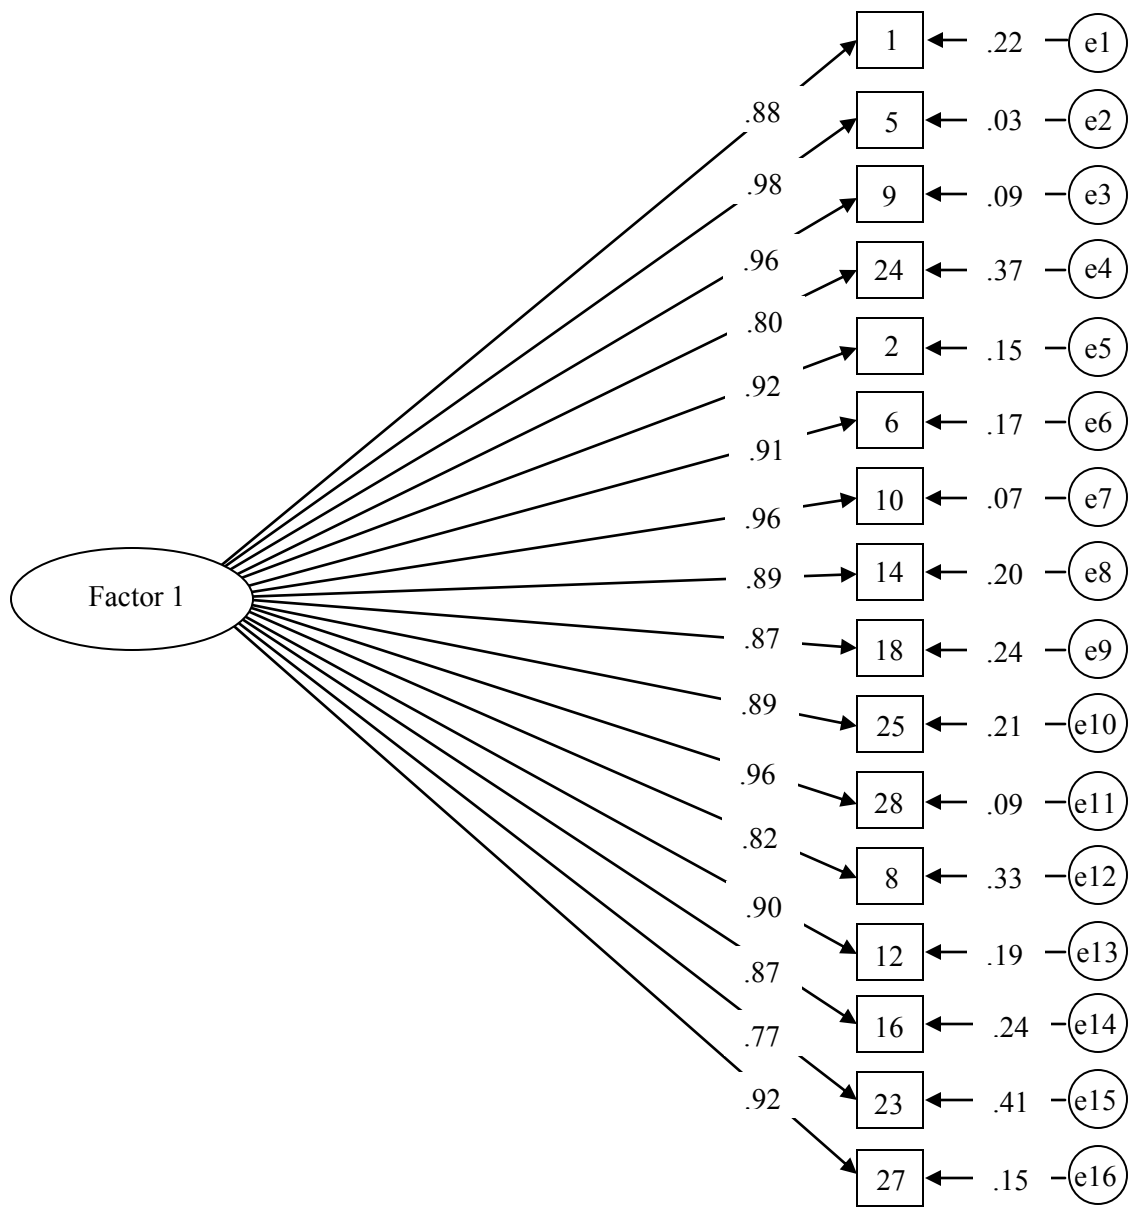 1 .22 e1
.88
5 .03 e2
.98
9 .09 e3
.96
24 .37 e4
.80
2 .15 e5
.92
6 .17 e6
.91
10 .07 e7
.96
14 .20 e8
.89
Factor 1
18 .24 e9
.87
25 .21 e10
.89
28 .09 e11
.96
8 .33 e12
.82
12 .19 e13
.90
16 .24 e14
.87
23 .41 e15
.77
27 .15 e16
.92